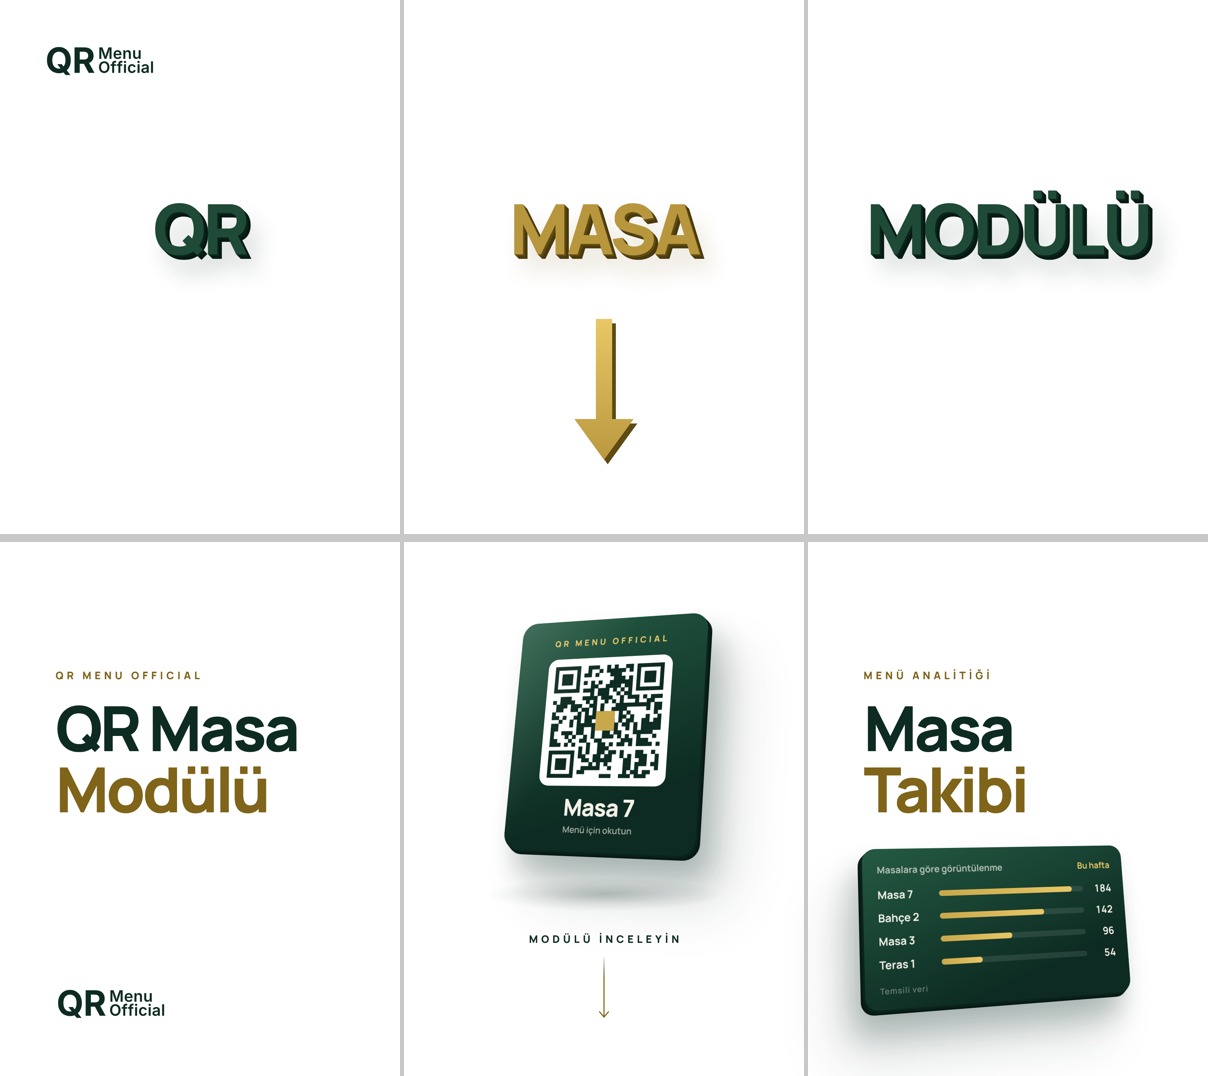 QR Menu
Official
QR
MASA
MODÜLÜ
QR MENU OFFICIAL
QR Masa
Modülü
QR Menu
Official
QR MENU OFFICIAL
Masa 7
Menü için okutun
MODÜLÜ İNCELEYİN
MENÜ ANALİTİĞİ
Masa
Takibi
Masalara göre görüntülenme Bu hafta
Masa 7 184
Bahçe 2 142
Masa 3 96
Teras 1 54
Temsili veri